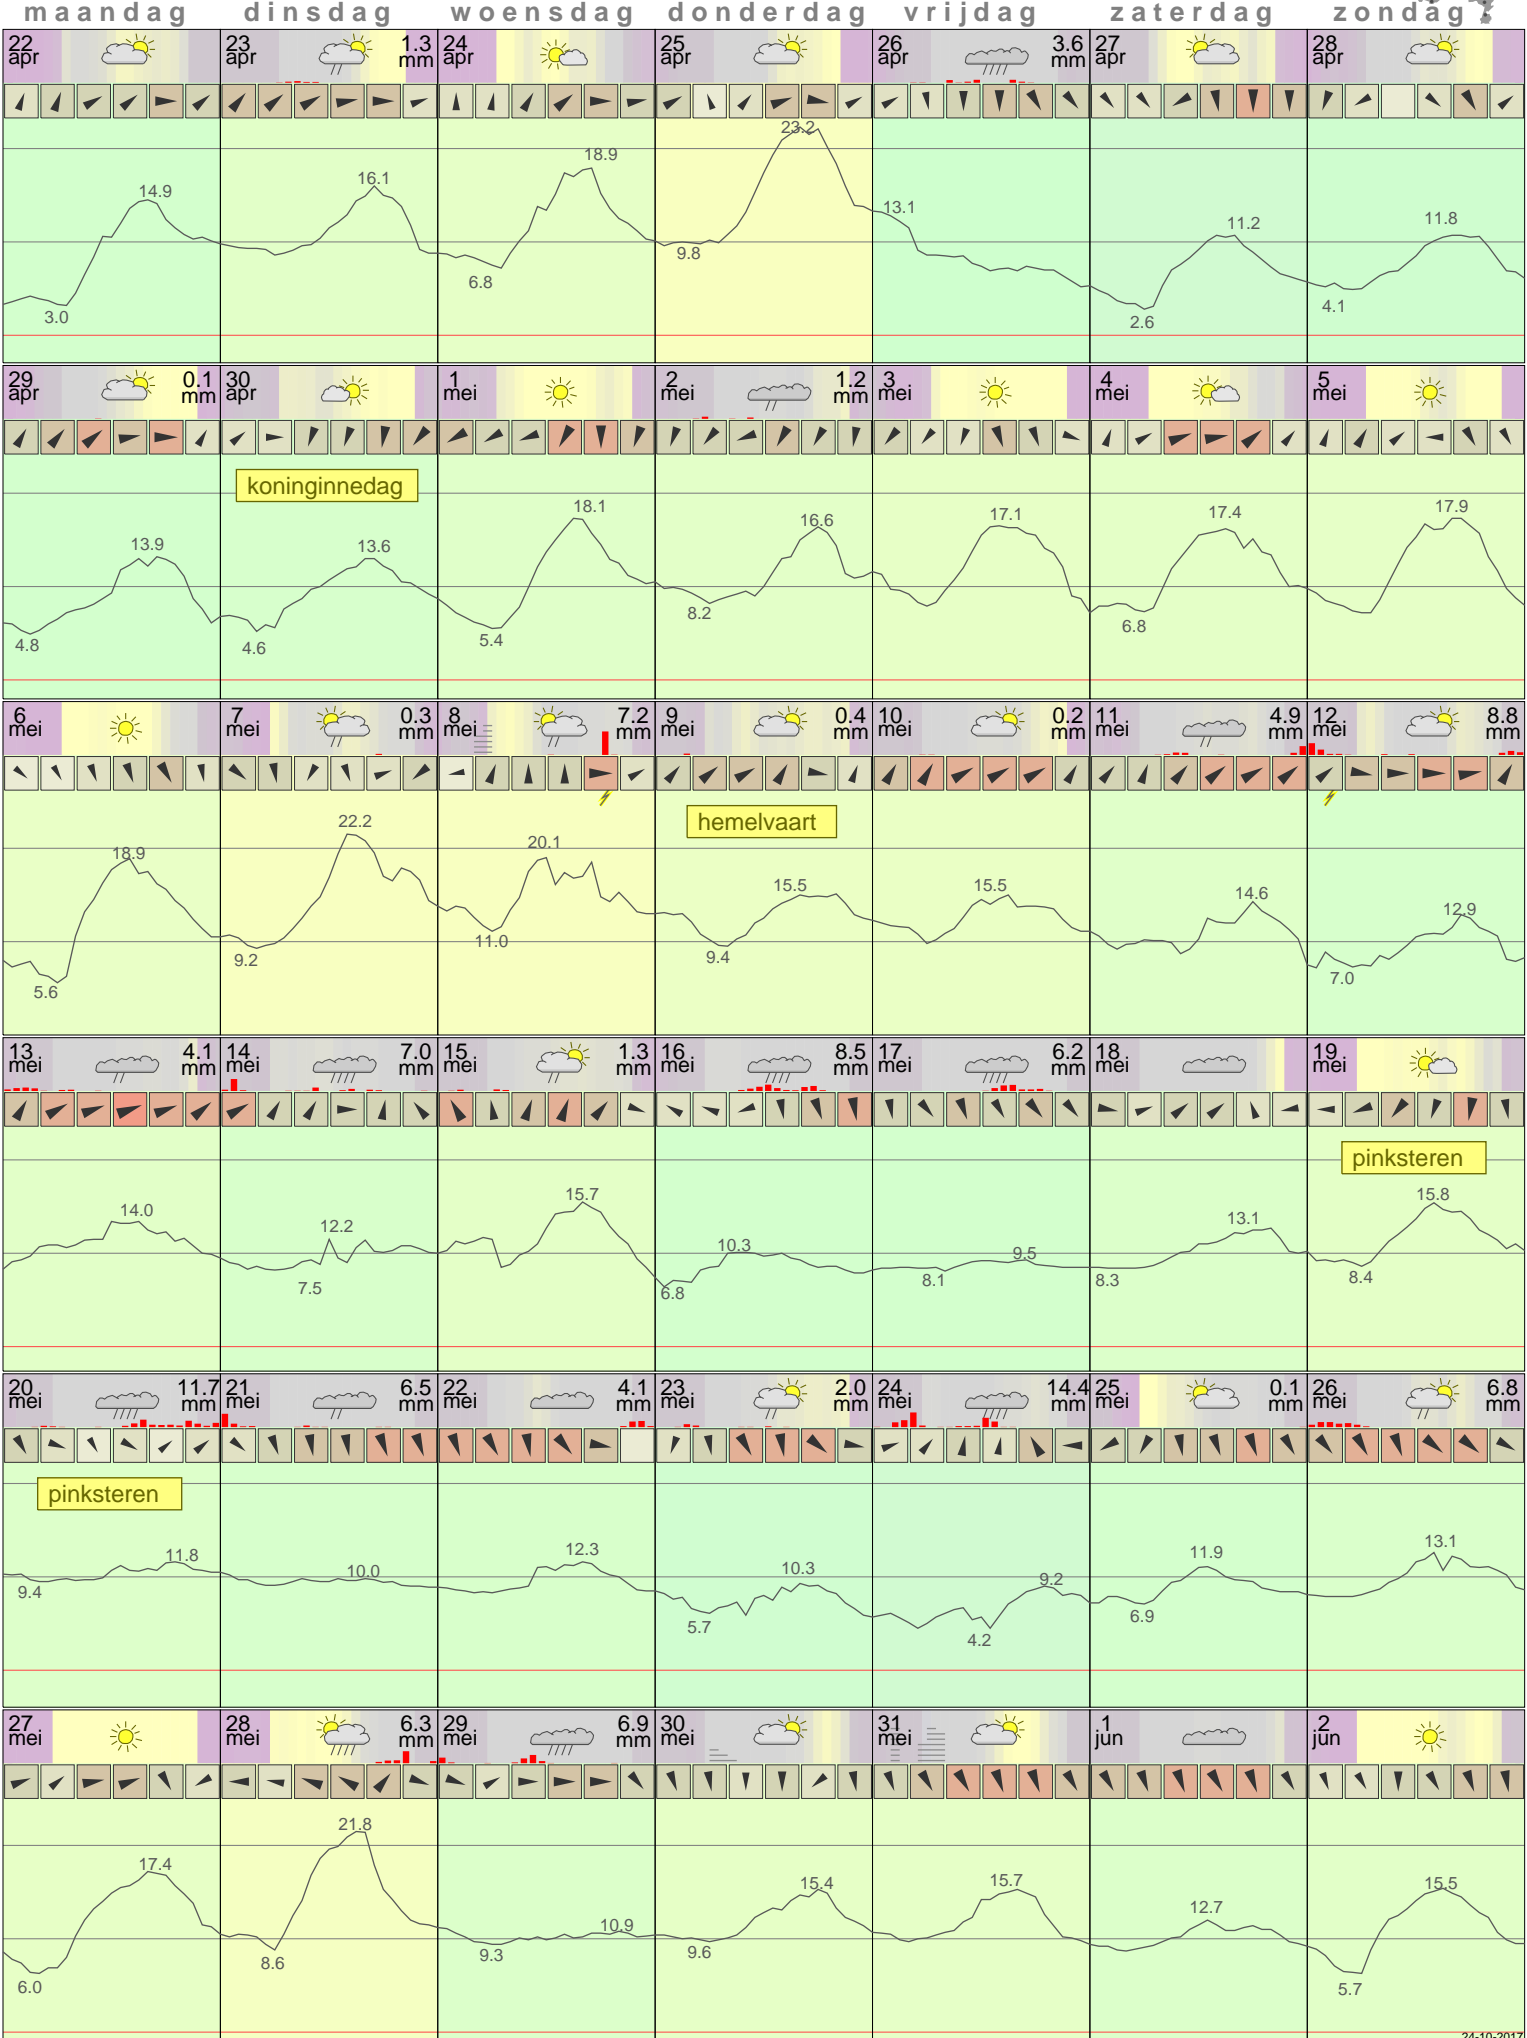 maandag dinsdag woensdag donderdag vrijdag zaterdag zondag
22 apr 23 apr 1.3 mm 24 apr 25 apr 26 apr 3.6 mm 27 apr 28 apr
23.2
18.9
16.1
14.9
13.1
11.2 11.8
9.8
6.8
3.0 2.6 4.1
29 apr 0.1 mm 30 apr 1 mei 2 mei 1.2 mm 3 mei 4 mei 5 mei
koninginnedag
18.1 16.6 17.1 17.4 17.9
13.9 13.6
8.2
4.8 4.6 5.4 6.8
6 mei 7 mei 0.3 mm 8 mei 7.2 mm 9 mei 0.4 mm 10 mei 0.2 mm 11 mei 4.9 mm 12 mei 8.8 mm
hemelvaart
18.9 22.2 20.1 15.5 15.5 14.6 12.9
5.6 9.2 11.0 9.4 7.0
13 mei 4.1 mm 14 mei 7.0 mm 15 mei 1.3 mm 16 mei 8.5 mm 17 mei 6.2 mm 18 mei 19 mei
pinksteren
14.0 12.2 15.7 10.3 9.5 13.1 15.8
7.5 6.8 8.1 8.3 8.4
20 mei 11.7 mm 21 mei 6.5 mm 22 mei 4.1 mm 23 mei 2.0 mm 24 mei 14.4 mm 25 mei 0.1 mm 26 mei 6.8 mm
pinksteren
11.8 10.0 12.3 10.3 9.2 11.9 13.1
9.4 5.7 4.2 6.9
27 mei 28 mei 6.3 mm 29 mei 6.9 mm 30 mei 31 mei 1 jun 2 jun
17.4 21.8 10.9 15.4 15.7 12.7 15.5
6.0 8.6 9.3 9.6 5.7
24-10-2017